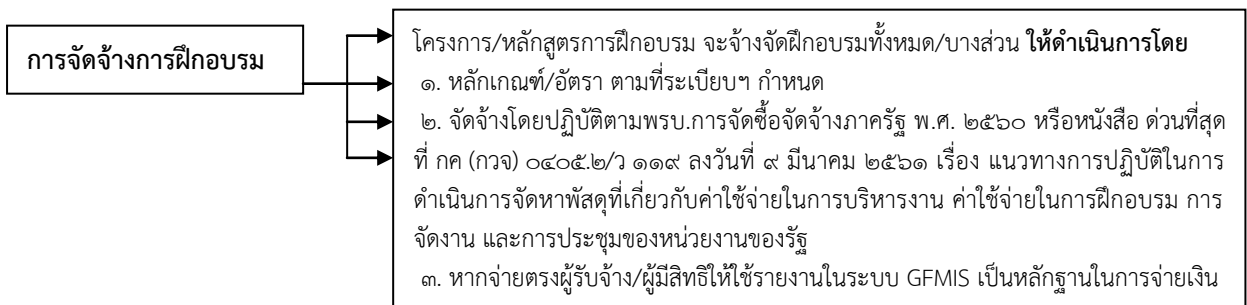 การจัดจ้างการฝึกอบรม
โครงการ/หลักสูตรการฝึกอบรม จะจ้างจัดฝึกอบรมทั้งหมด/บางส่วน ให้ดำเนินการโดย
๑. หลักเกณฑ์/อัตรา ตามที่ระเบียบฯ กำหนด
๒. จัดจ้างโดยปฏิบัติตามพรบ.การจัดซื้อจัดจ้างภาครัฐ พ.ศ. ๒๕๖๐ หรือหนังสือ ด่วนที่สุด
ที่ กค (กวจ) ๐๔๐๕.๒/ว ๑๑๙ ลงวันที่ ๙ มีนาคม ๒๕๖๑ เรื่อง แนวทางการปฏิบัติในการ
ดำเนินการจัดหาพัสดุที่เกี่ยวกับค่าใช้จ่ายในการบริหารงาน ค่าใช้จ่ายในการฝึกอบรม การ
จัดงาน และการประชุมของหน่วยงานของรัฐ
๓. หากจ่ายตรงผู้รับจ้าง/ผู้มีสิทธิให้ใช้รายงานในระบบ GFMIS เป็นหลักฐานในการจ่ายเงิน